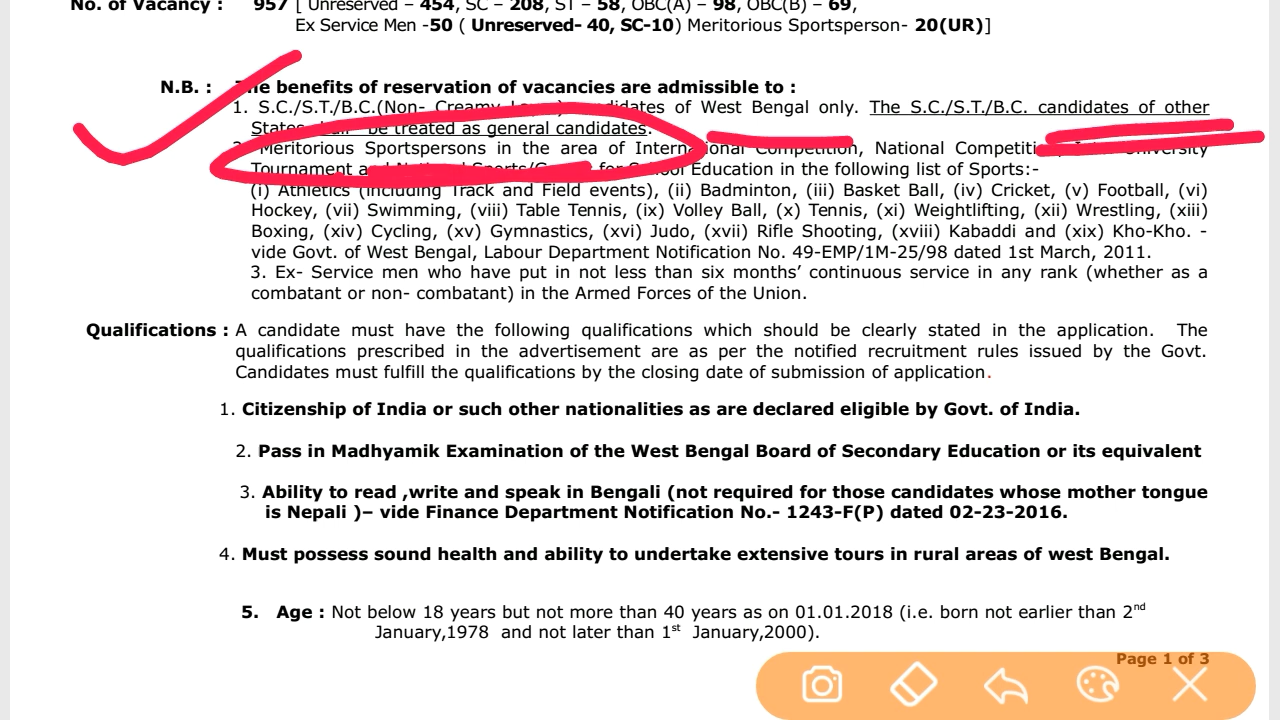 No. of Vacancy : 957 [ Unreserved – 454, SC – 208, ST – 58, OBC(A) – 98, OBC(B) – 69,
Ex Service Men -50 ( Unreserved- 40, SC-10) Meritorious Sportsperson- 20(UR)]
N.B. : The benefits of reservation of vacancies are admissible to :
1. S.C./S.T./B.C.(Non- Creamy candidates of West Bengal only. The S.C./S.T./B.C. candidates of other
States be treated as general candidates.
Meritorious Sportspersons in the area of International Competition, National Competition, University
Tournament for School Education in the following list of Sports:-
(i) Athletics (including Track and Field events), (ii) Badminton, (iii) Basket Ball, (iv) Cricket, (v) Football, (vi)
Hockey, (vii) Swimming, (viii) Table Tennis, (ix) Volley Ball, (x) Tennis, (xi) Weightlifting, (xii) Wrestling, (xiii)
Boxing, (xiv) Cycling, (xv) Gymnastics, (xvi) Judo, (xvii) Rifle Shooting, (xviii) Kabaddi and (xix) Kho-Kho. -
vide Govt. of West Bengal, Labour Department Notification No. 49-EMP/1M-25/98 dated 1st March, 2011.
3. Ex- Service men who have put in not less than six months’ continuous service in any rank (whether as a
combatant or non- combatant) in the Armed Forces of the Union.
Qualifications : A candidate must have the following qualifications which should be clearly stated in the application. The
qualifications prescribed in the advertisement are as per the notified recruitment rules issued by the Govt.
Candidates must fulfill the qualifications by the closing date of submission of application.
1. Citizenship of India or such other nationalities as are declared eligible by Govt. of India.
2. Pass in Madhyamik Examination of the West Bengal Board of Secondary Education or its equivalent
3. Ability to read ,write and speak in Bengali (not required for those candidates whose mother tongue
is Nepali )– vide Finance Department Notification No.- 1243-F(P) dated 02-23-2016.
4. Must possess sound health and ability to undertake extensive tours in rural areas of west Bengal.
5. Age : Not below 18 years but not more than 40 years as on 01.01.2018 (i.e. born not earlier than 2nd
January,1978 and not later than 1st January,2000).
Page 1 of 3